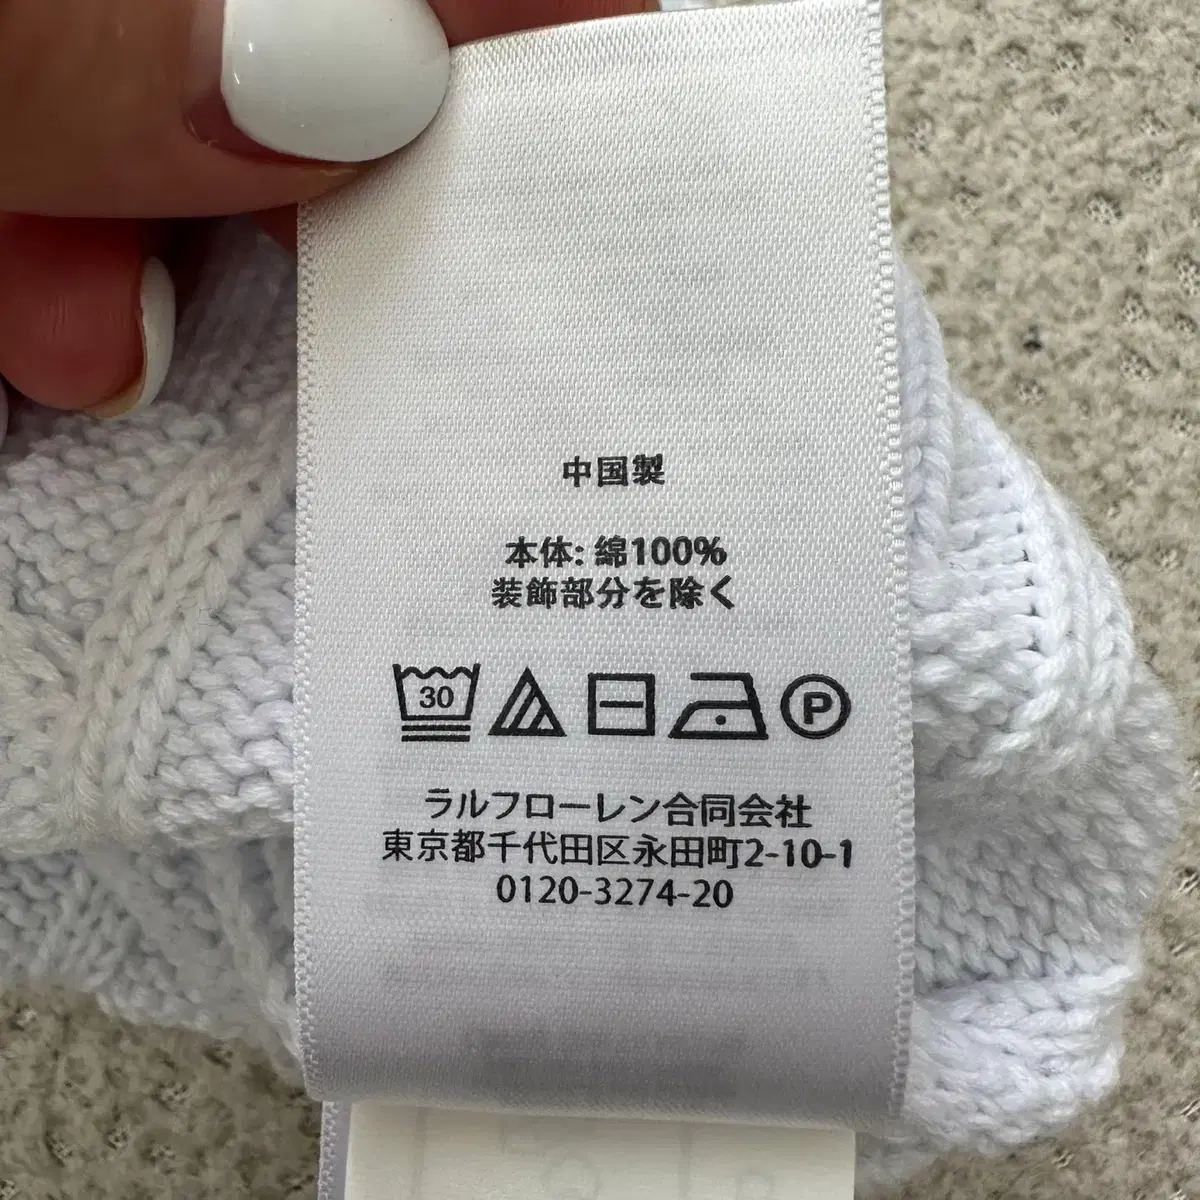 中国製
本体: 綿100%
装飾部分を除く
30
P
ラルフローレン合同会社
東京都千代田区永田町2-10-1
0120-3274-20